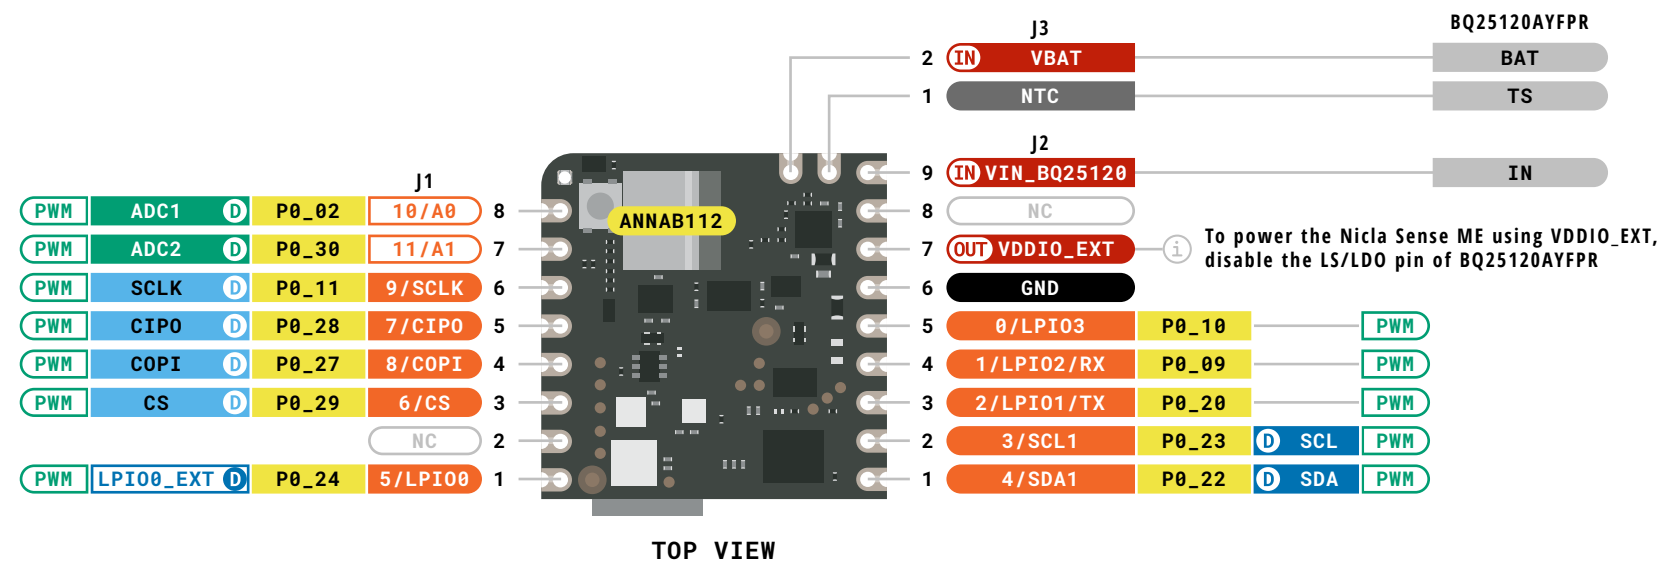 J3 BQ25120AYFPR
2 IN VBAT BAT
1 NTC TS
J2
9 IN VIN_BQ25120 IN
J1
PWM ADC1 D P0_02 10/A0 8
ANNAB112
8 NC
PWM ADC2 D P0_30 11/A1 7
7 OUT VDDIO_EXT i To power the Nicla Sense ME using VDDIO_EXT,
disable the LS/LDO pin of BQ25120AYFPR
PWM SCLK D P0_11 9/SCLK 6
6 GND
PWM CIPO D P0_28 7/CIPO 5
5 0/LPIO3 P0_10 PWM
PWM COPI D P0_27 8/COPI 4
4 1/LPIO2/RX P0_09 PWM
PWM CS D P0_29 6/CS 3
3 2/LPIO1/TX P0_20 PWM
NC 2
2 3/SCL1 P0_23 D SCL PWM
PWM LPIO0_EXT D P0_24 5/LPIO0 1
1 4/SDA1 P0_22 D SDA PWM
TOP VIEW